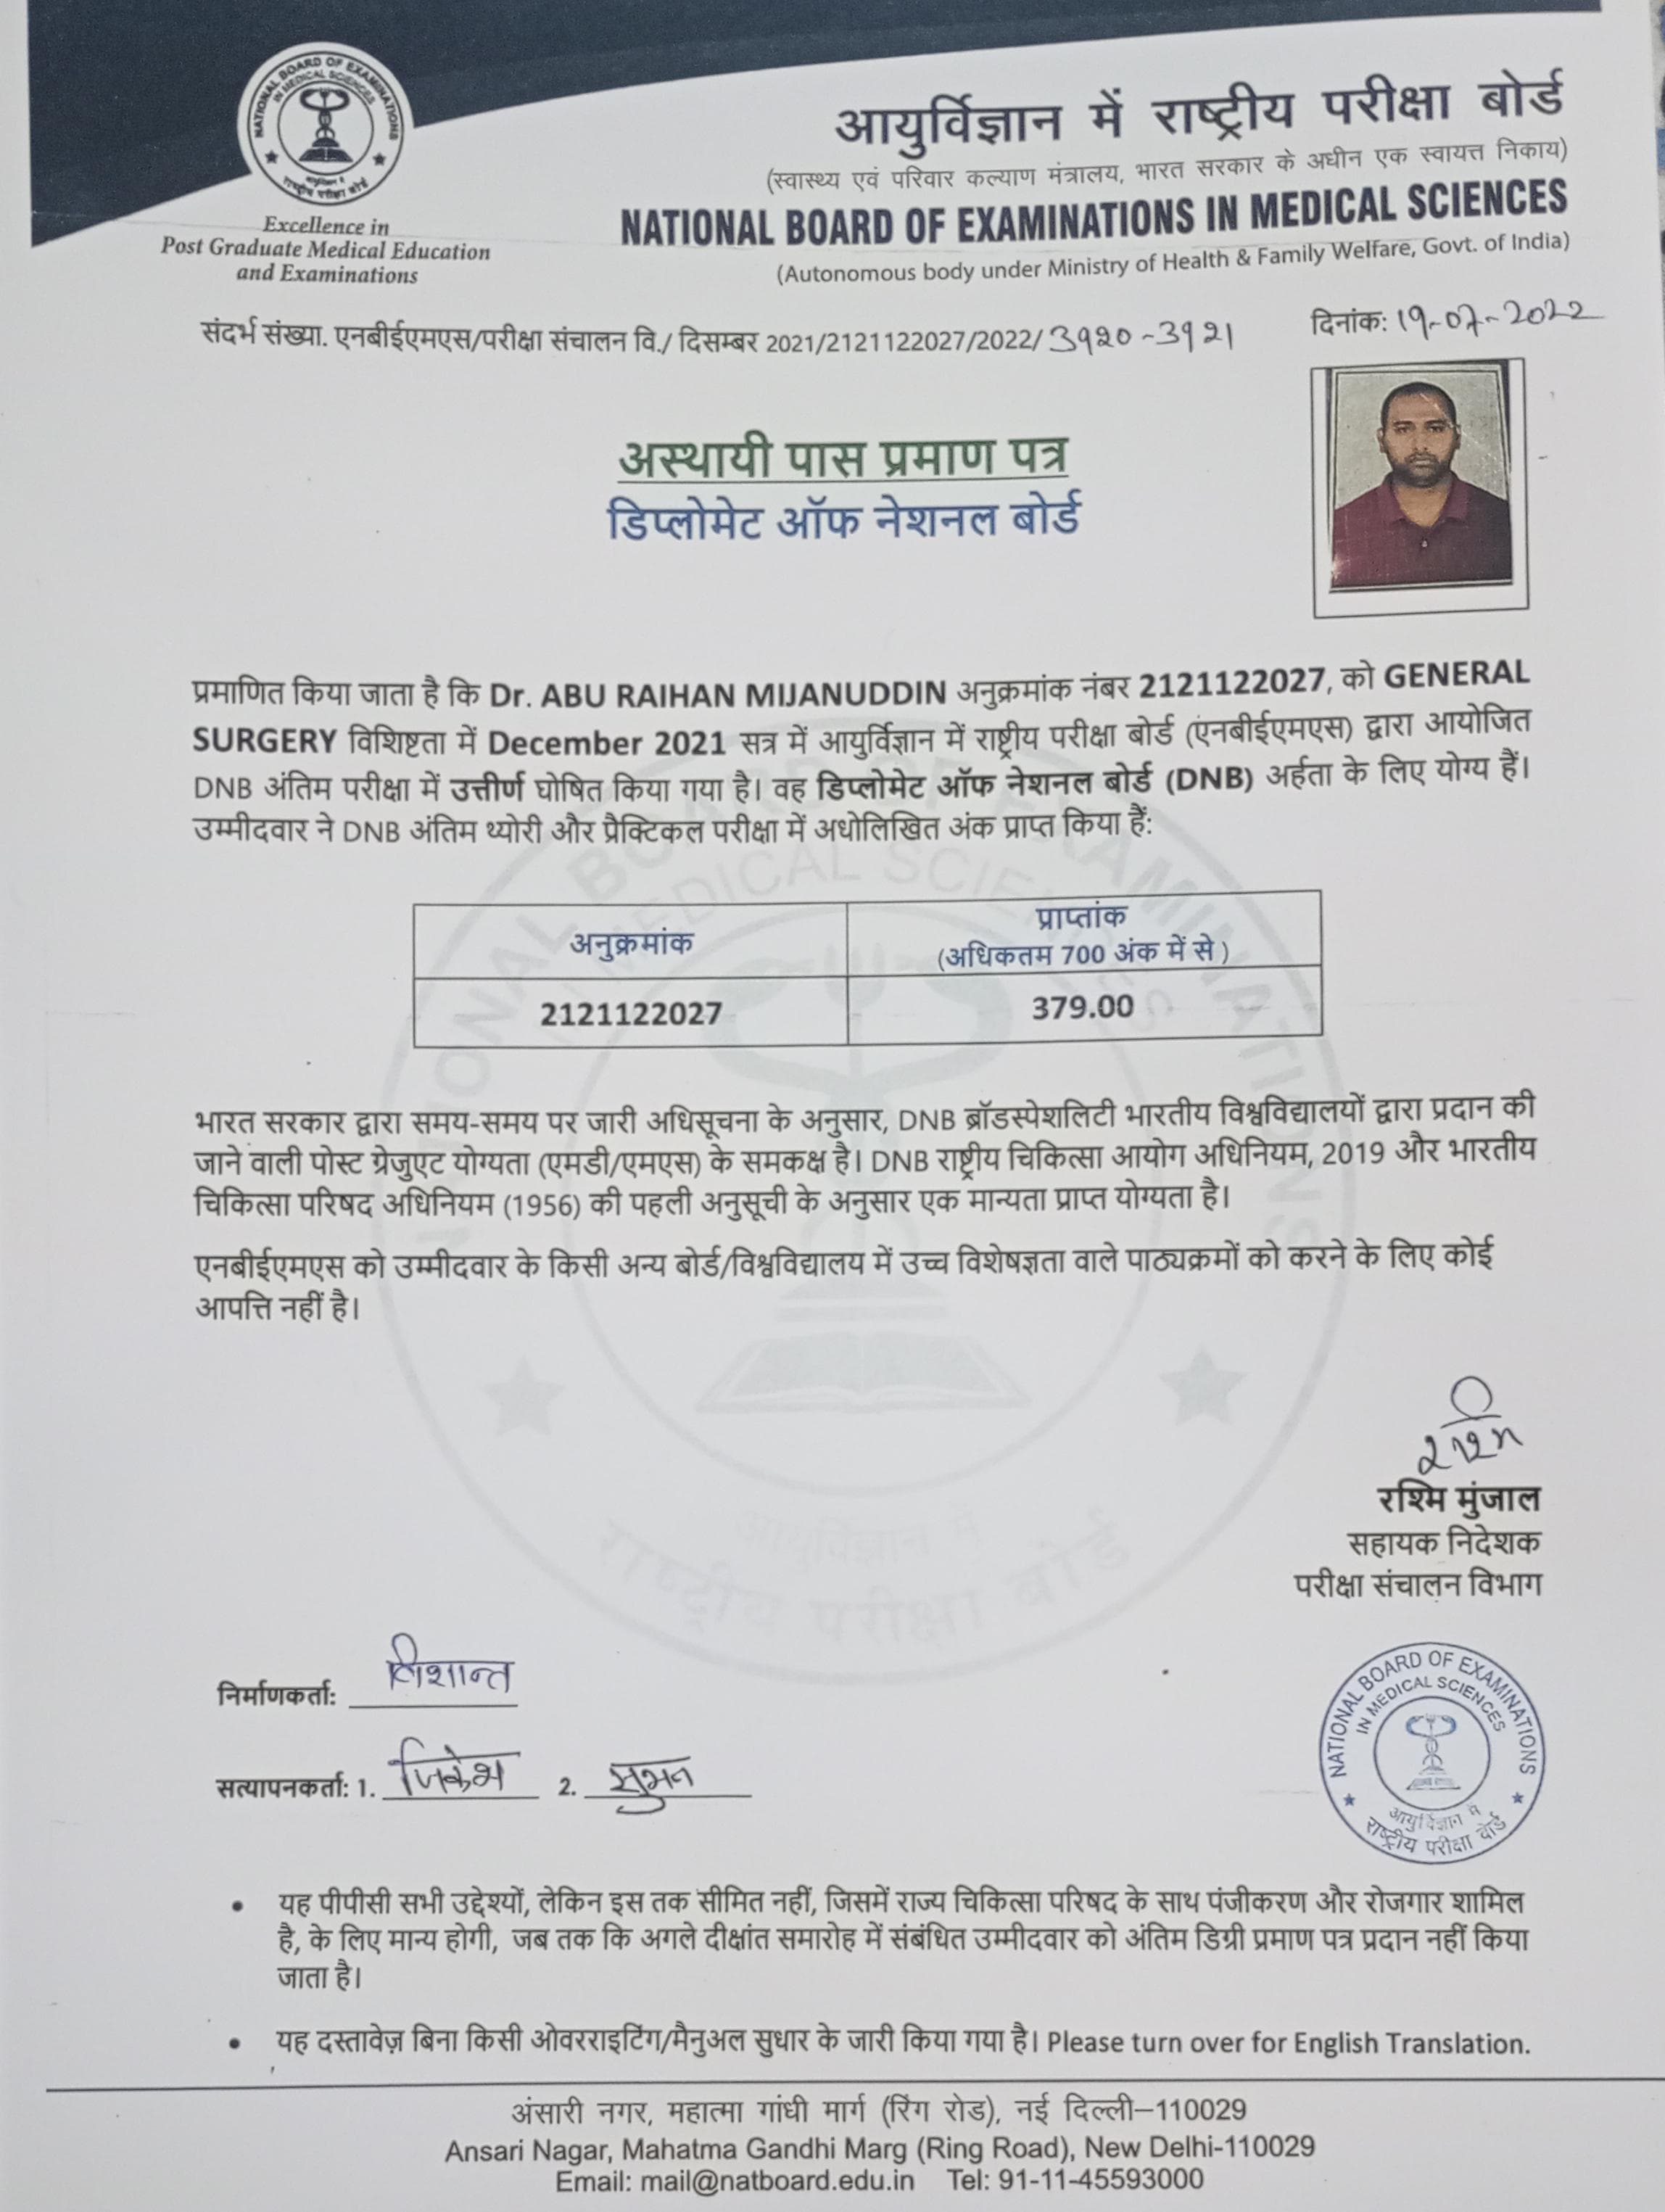 NATIONAL BOARD OF EXAMINATIONS
IN MEDICAL SCIENCES
आयुर्विज्ञान में
राष्ट्रीय परीक्षा बोर्ड
Excellence in
Post Graduate Medical Education
and Examinations
आयुर्विज्ञान में राष्ट्रीय परीक्षा बोर्ड
(स्वास्थ्य एवं परिवार कल्याण मंत्रालय, भारत सरकार के अधीन एक स्वायत्त निकाय)
NATIONAL BOARD OF EXAMINATIONS IN MEDICAL SCIENCES
(Autonomous body under Ministry of Health & Family Welfare, Govt. of India)
संदर्भ संख्या. एनबीईएमएस/परीक्षा संचालन वि./ दिसम्बर 2021/2121122027/2022/3920-3921
दिनांक: 19-07-2022
अस्थायी पास प्रमाण पत्र
डिप्लोमेट ऑफ नेशनल बोर्ड
प्रमाणित किया जाता है कि Dr. ABU RAIHAN MIJANUDDIN अनुक्रमांक नंबर 2121122027, को GENERAL
SURGERY विशिष्टता में December 2021 सत्र में आयुर्विज्ञान में राष्ट्रीय परीक्षा बोर्ड (एनबीईएमएस) द्वारा आयोजित
DNB अंतिम परीक्षा में उत्तीर्ण घोषित किया गया है। वह डिप्लोमेट ऑफ नेशनल बोर्ड (DNB) अर्हता के लिए योग्य हैं।
उम्मीदवार ने DNB अंतिम थ्योरी और प्रैक्टिकल परीक्षा में अधोलिखित अंक प्राप्त किया हैं:
अनुक्रमांक
प्राप्तांक
(अधिकतम 700 अंक में से )
2121122027
379.00
भारत सरकार द्वारा समय-समय पर जारी अधिसूचना के अनुसार, DNB ब्रॉडस्पेशलिटी भारतीय विश्वविद्यालयों द्वारा प्रदान की
जाने वाली पोस्ट ग्रेजुएट योग्यता (एमडी/एमएस) के समकक्ष है। DNB राष्ट्रीय चिकित्सा आयोग अधिनियम, 2019 और भारतीय
चिकित्सा परिषद अधिनियम (1956) की पहली अनुसूची के अनुसार एक मान्यता प्राप्त योग्यता है।
एनबीईएमएस को उम्मीदवार के किसी अन्य बोर्ड/विश्वविद्यालय में उच्च विशेषज्ञता वाले पाठ्यक्रमों को करने के लिए कोई
आपत्ति नहीं है।
रश्मि
रश्मि मुंजाल
सहायक निदेशक
परीक्षा संचालन विभाग
निर्माणकर्ता:
सत्यापनकर्ता: 1. 2. सुमन
NATIONAL BOARD OF EXAMINATIONS
IN MEDICAL SCIENCES
आयुर्विज्ञान में
राष्ट्रीय परीक्षा बोर्ड
• यह पीपीसी सभी उद्देश्यों, लेकिन इस तक सीमित नहीं, जिसमें राज्य चिकित्सा परिषद के साथ पंजीकरण और रोजगार शामिल
है, के लिए मान्य होगी, जब तक कि अगले दीक्षांत समारोह में संबंधित उम्मीदवार को अंतिम डिग्री प्रमाण पत्र प्रदान नहीं किया
जाता है।
• यह दस्तावेज़ बिना किसी ओवरराइटिंग/मैनुअल सुधार के जारी किया गया है। Please turn over for English Translation.
अंसारी नगर, महात्मा गांधी मार्ग (रिंग रोड), नई दिल्ली–110029
Ansari Nagar, Mahatma Gandhi Marg (Ring Road), New Delhi-110029
Email: mail@natboard.edu.in Tel: 91-11-45593000